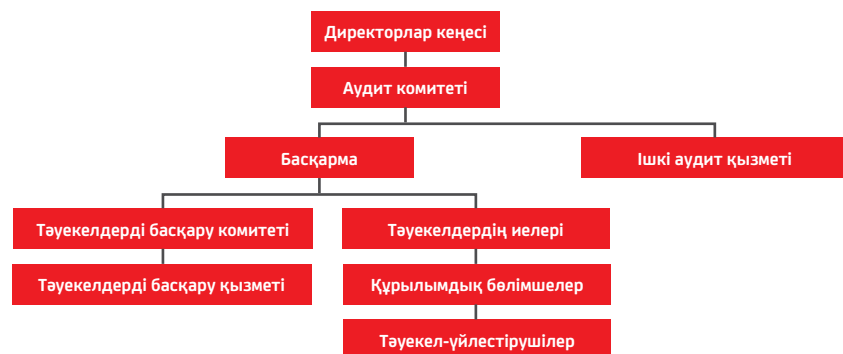 Директорлар кеңесі
Аудит комитеті
Басқарма
Ішкі аудит қызметі
Тәуекелдерді басқару комитеті
Тәуекелдердің иелері
Тәуекелдерді басқару қызметі
Құрылымдық бөлімшелер
Тәуекел-үйлестірушілер